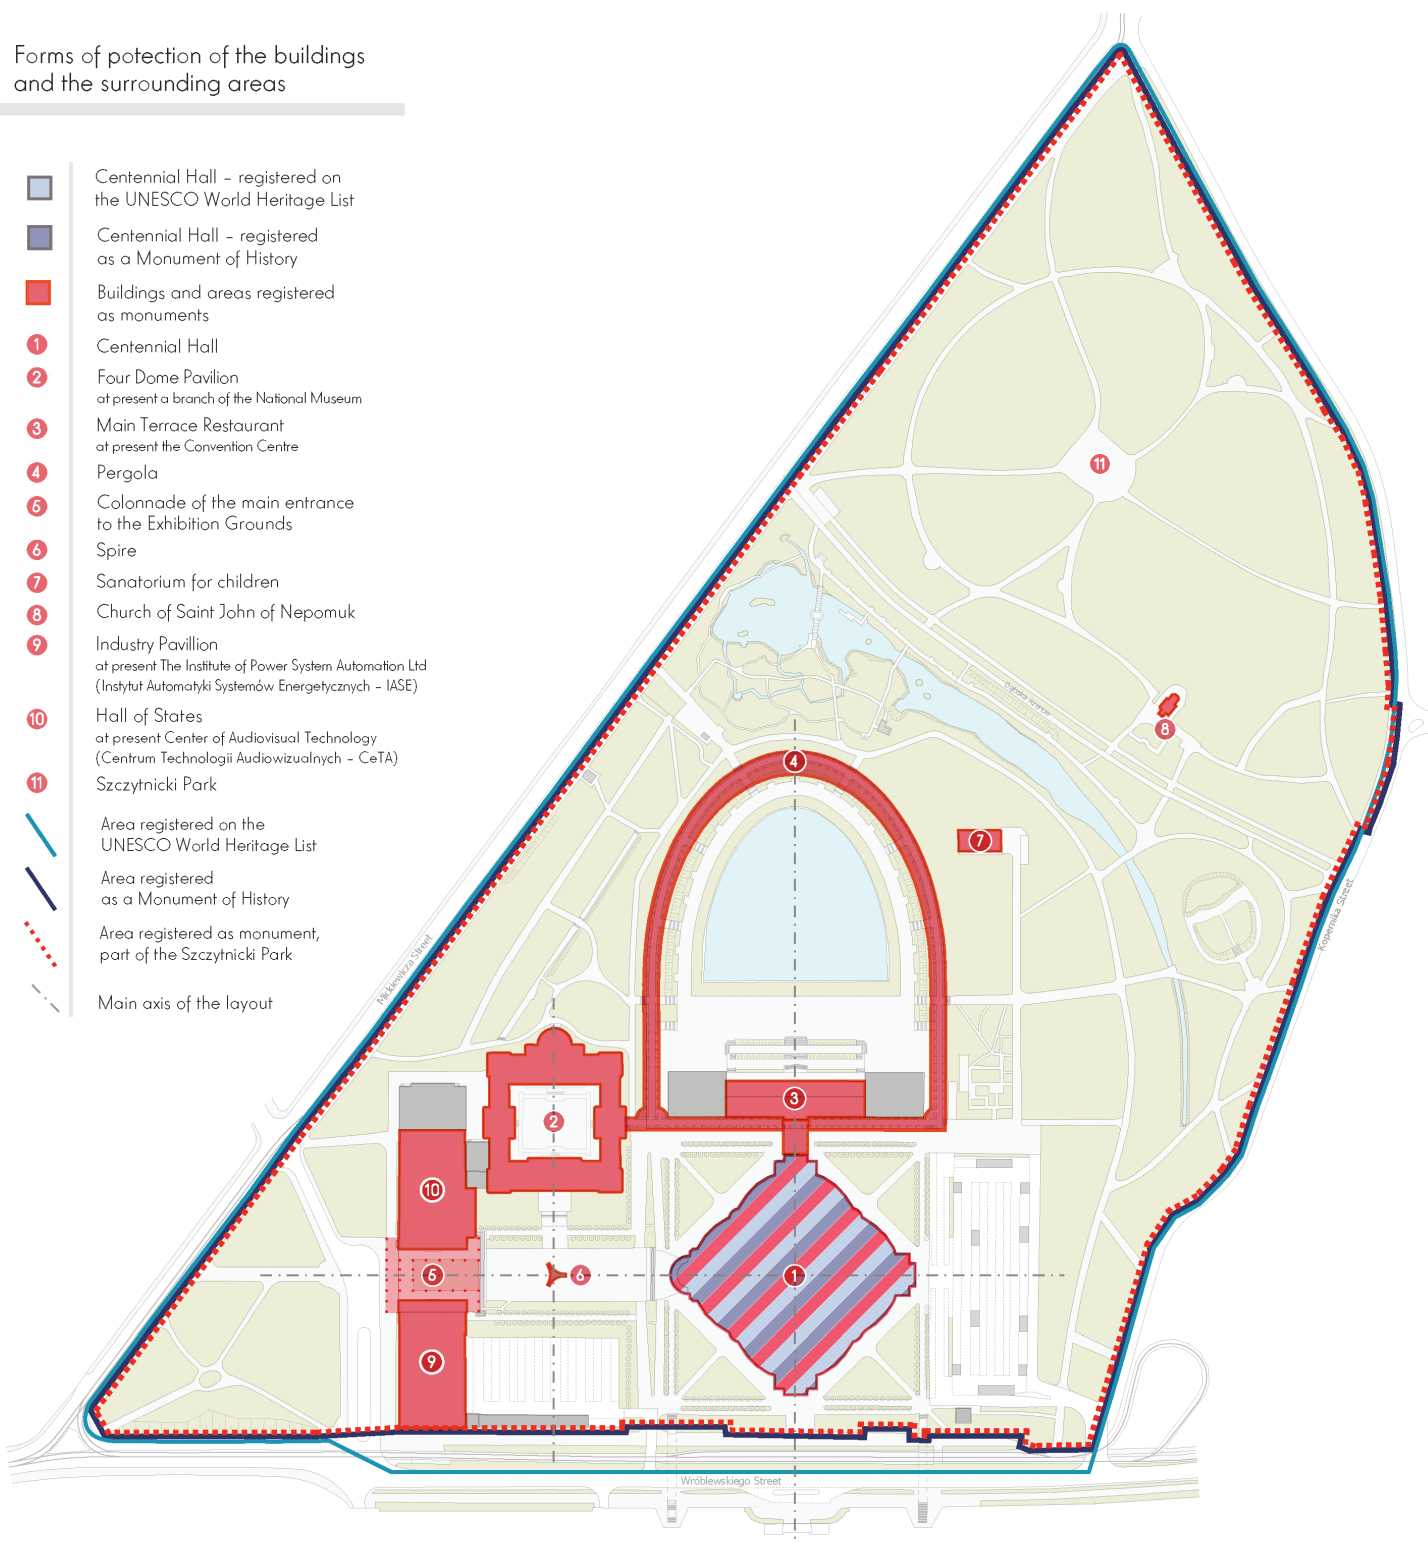 Forms of potection of the buildings
and the surrounding areas
Centennial Hall - registered on
the UNESCO World Heritage List
Centennial Hall - registered
as a Monument of History
Buildings and areas registered
as monuments
1 Centennial Hall
2 Four Dome Pavilion
at present a branch of the National Museum
3 Main Terrace Restaurant
at present the Convention Centre
4 Pergola
5 Colonnade of the main entrance
to the Exhibition Grounds
6 Spire
7 Sanatorium for children
8 Church of Saint John of Nepomuk
9 Industry Pavillion
at present The Institute of Power System Automation Ltd
(Instytut Automatyki Systemów Energetycznych - IASE)
10 Hall of States
at present Center of Audiovisual Technology
(Centrum Technologii Audiowizualnych - CeTA)
11 Szczytnicki Park
Area registered on the
UNESCO World Heritage List
Area registered
as a Monument of History
Area registered as monument,
part of the Szczytnicki Park
Main axis of the layout
11
Dąbska Avenue
8
4
7
Kopernika Street
Mickiewicza Street
3
2
10
5
6
1
9
Wróblewskiego Street